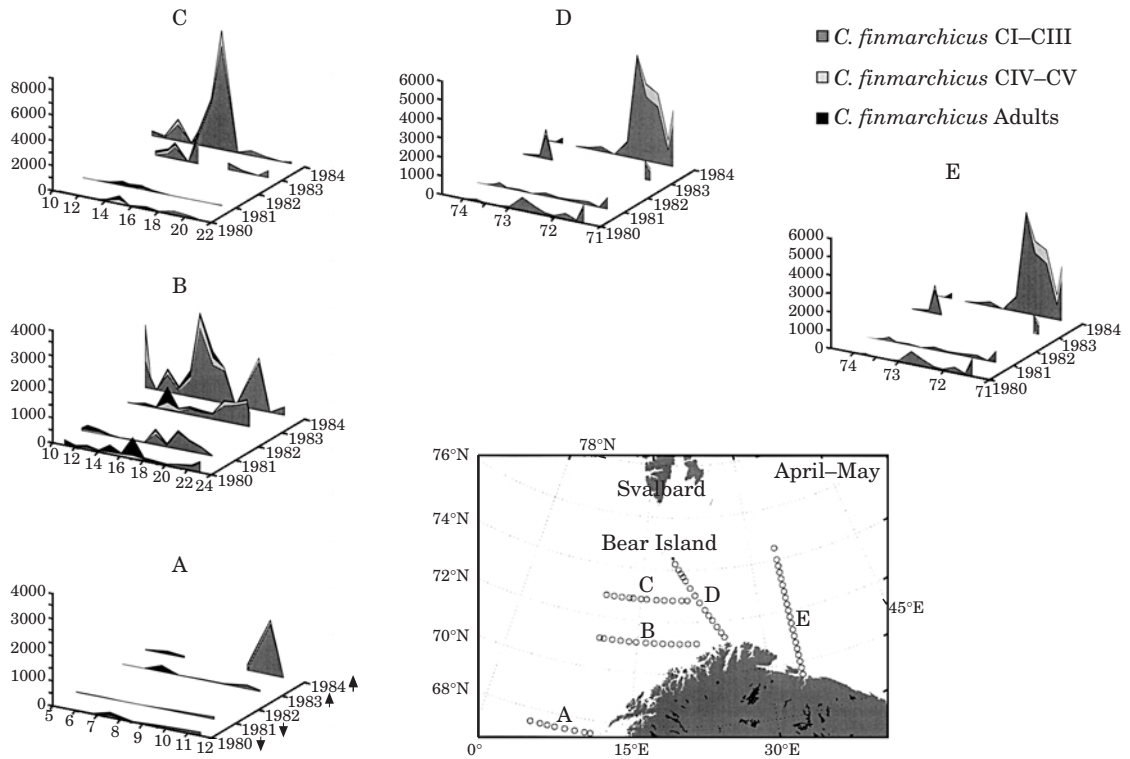 C
8000
6000
4000
2000
0
10 12 14 16 18 20 22
1980 1981 1982 1983 1984
D
6000
5000
4000
3000
2000
1000
0
74 73 72 71
1980 1981 1982 1983 1984
C. finmarchicus CI–CIII
C. finmarchicus CIV–CV
C. finmarchicus Adults
E
6000
5000
4000
3000
2000
1000
0
74 73 72 71
1980 1981 1982 1983 1984
B
4000
3000
2000
1000
0
10 12 14 16 18 20 22 24
1980 1981 1982 1983 1984
A
4000
3000
2000
1000
0
5 6 7 8 9 10 11 12
1980 1981 1982 1983 1984
78°N
76°N
April–May
Svalbard
74°N
Bear Island
72°N
C
D
45°E
E
70°N
B
68°N
A
0° 15°E 30°E